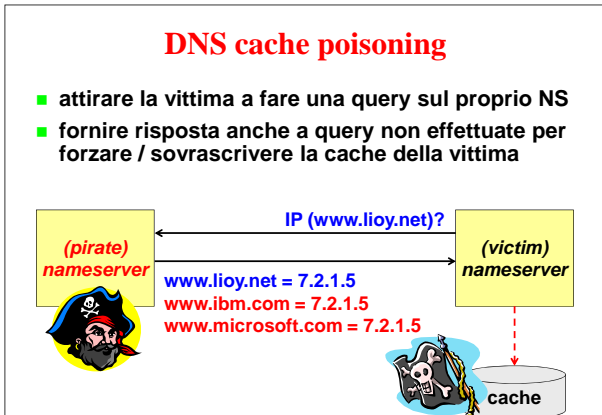 DNS cache poisoning
attirare la vittima a fare una query sul proprio NS
fornire risposta anche a query non effettuate per
forzare / sovrascrivere la cache della vittima
IP (www.lioy.net)?
(pirate)
nameserver
(victim)
nameserver
www.lioy.net = 7.2.1.5
www.ibm.com = 7.2.1.5
www.microsoft.com = 7.2.1.5
cache